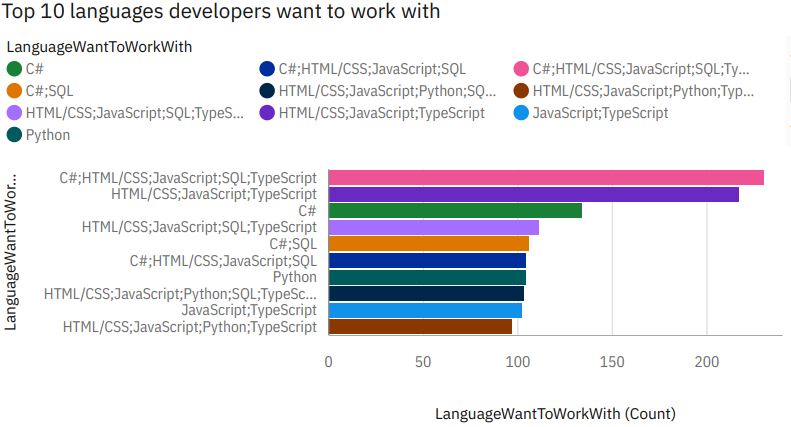 Top 10 languages developers want to work with
LanguageWantToWorkWith
C# C#;HTML/CSS;JavaScript;SQL C#;HTML/CSS;JavaScript;SQL;Ty...
C#;SQL HTML/CSS;JavaScript;Python;SQ... HTML/CSS;JavaScript;Python;Typ...
HTML/CSS;JavaScript;SQL;TypeS... HTML/CSS;JavaScript;TypeScript JavaScript;TypeScript
Python
LanguageWantToWor...
C#;HTML/CSS;JavaScript;SQL;TypeScript
HTML/CSS;JavaScript;TypeScript
C#
HTML/CSS;JavaScript;SQL;TypeScript
C#;SQL
C#;HTML/CSS;JavaScript;SQL
Python
HTML/CSS;JavaScript;Python;SQL;TypeSc...
JavaScript;TypeScript
HTML/CSS;JavaScript;Python;TypeScript
0 50 100 150 200
LanguageWantToWorkWith (Count)